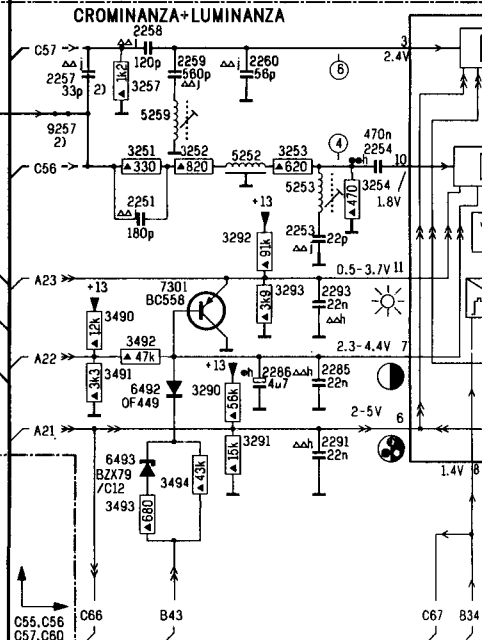 CROMINANZA+LUMINANZA
C57
2258
120p
2257
33p
2)
1k2
3257
2259
560p
5259
2260
56p
6
3
2.4V
9257
2)
C56
3251
330
3252
820
5252
3253
620
4
470n
2254
10
2251
180p
5253
470
3254
1.8V
2253
22p
+13
3292
91k
A23
0.5-3.7V 11
+13
7301
BC558
3k9
3293
2293
22n
3490
12k
3492
47k
A22
2.3-4.4V 7
3k3
3491
6492
OF449
+13
3290
56k
2286
4u7
2285
22n
2-5V
6
A21
3291
15k
2291
22n
6493
BZX79
/C12
3494
43k
3493
680
1.4V 8
C55,C56
C57,C60
C66
B43
C67
B34